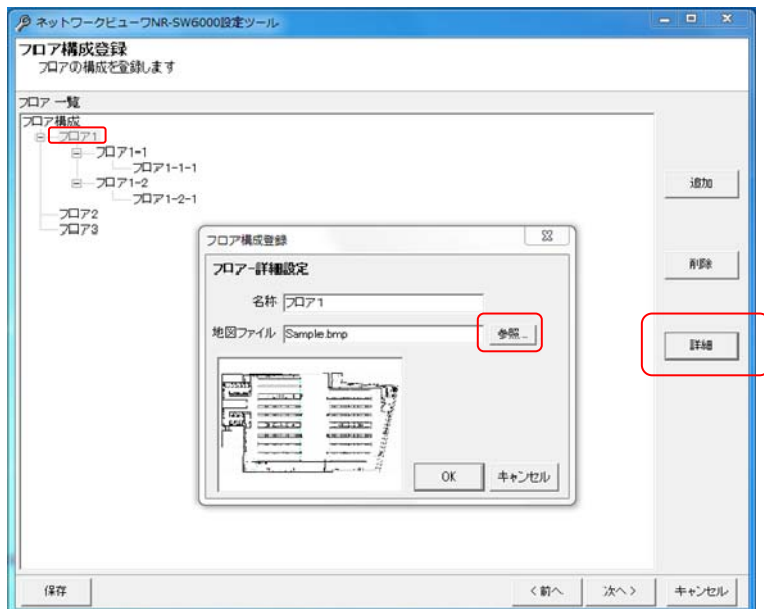 ネットワークビューワNR-SW6000設定ツール
フロア構成登録
フロアの構成を登録します
フロア 一覧
フロア構成
フロア1
フロア1-1
フロア1-1-1
フロア1-2
フロア1-2-1
フロア2
フロア3
追加
削除
詳細
フロア構成登録
フロアー詳細設定
名称 フロア1
地図ファイル Sample.bmp 参照...
OK キャンセル
保存 <前へ 次へ> キャンセル